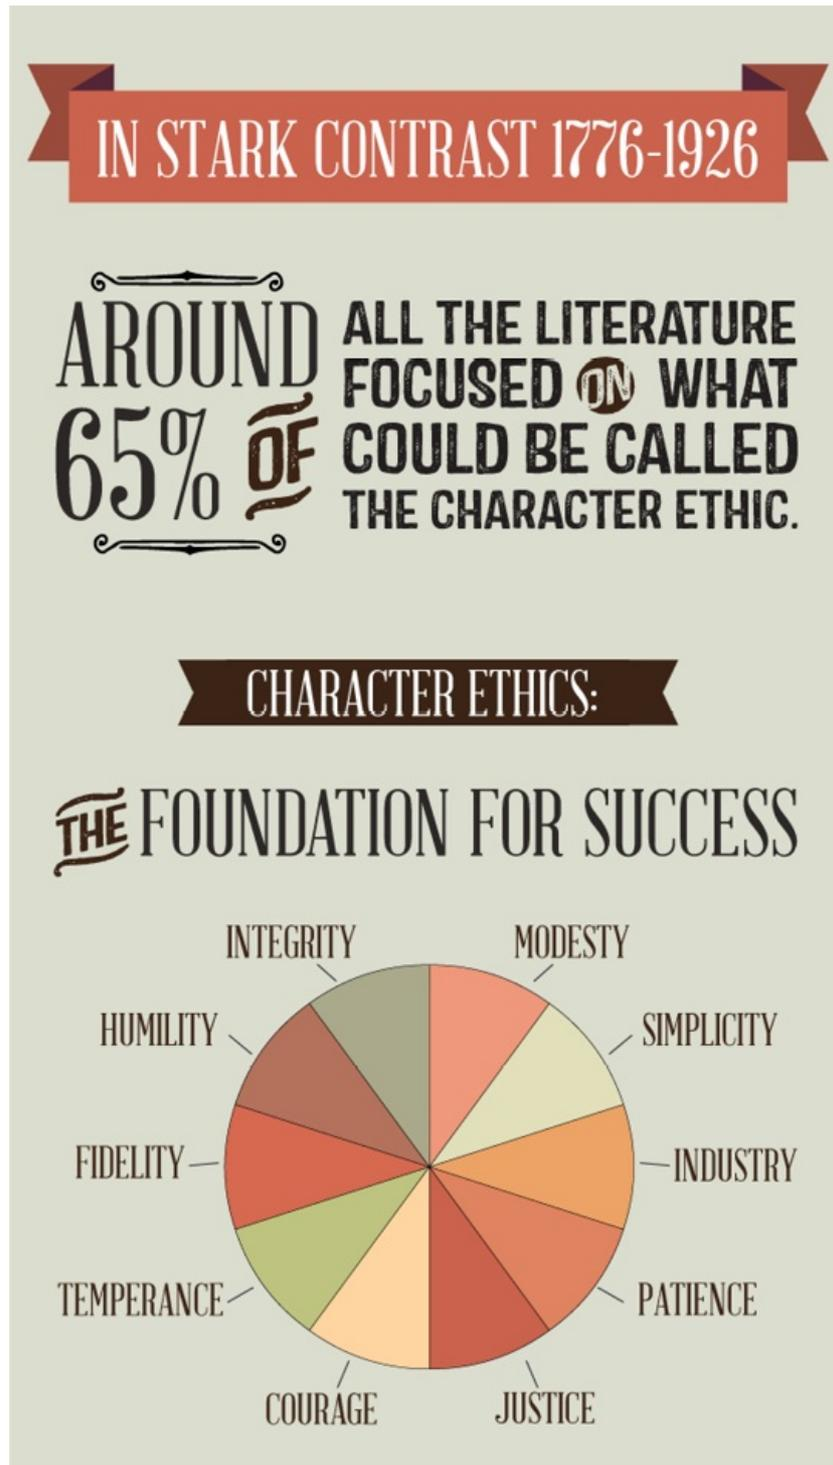 IN STARK CONTRAST 1776-1926
AROUND
65% OF
ALL THE LITERATURE
FOCUSED ON WHAT
COULD BE CALLED
THE CHARACTER ETHIC.
CHARACTER ETHICS:
THE FOUNDATION FOR SUCCESS
INTEGRITY
MODESTY
HUMILITY
SIMPLICITY
FIDELITY
INDUSTRY
TEMPERANCE
PATIENCE
COURAGE
JUSTICE